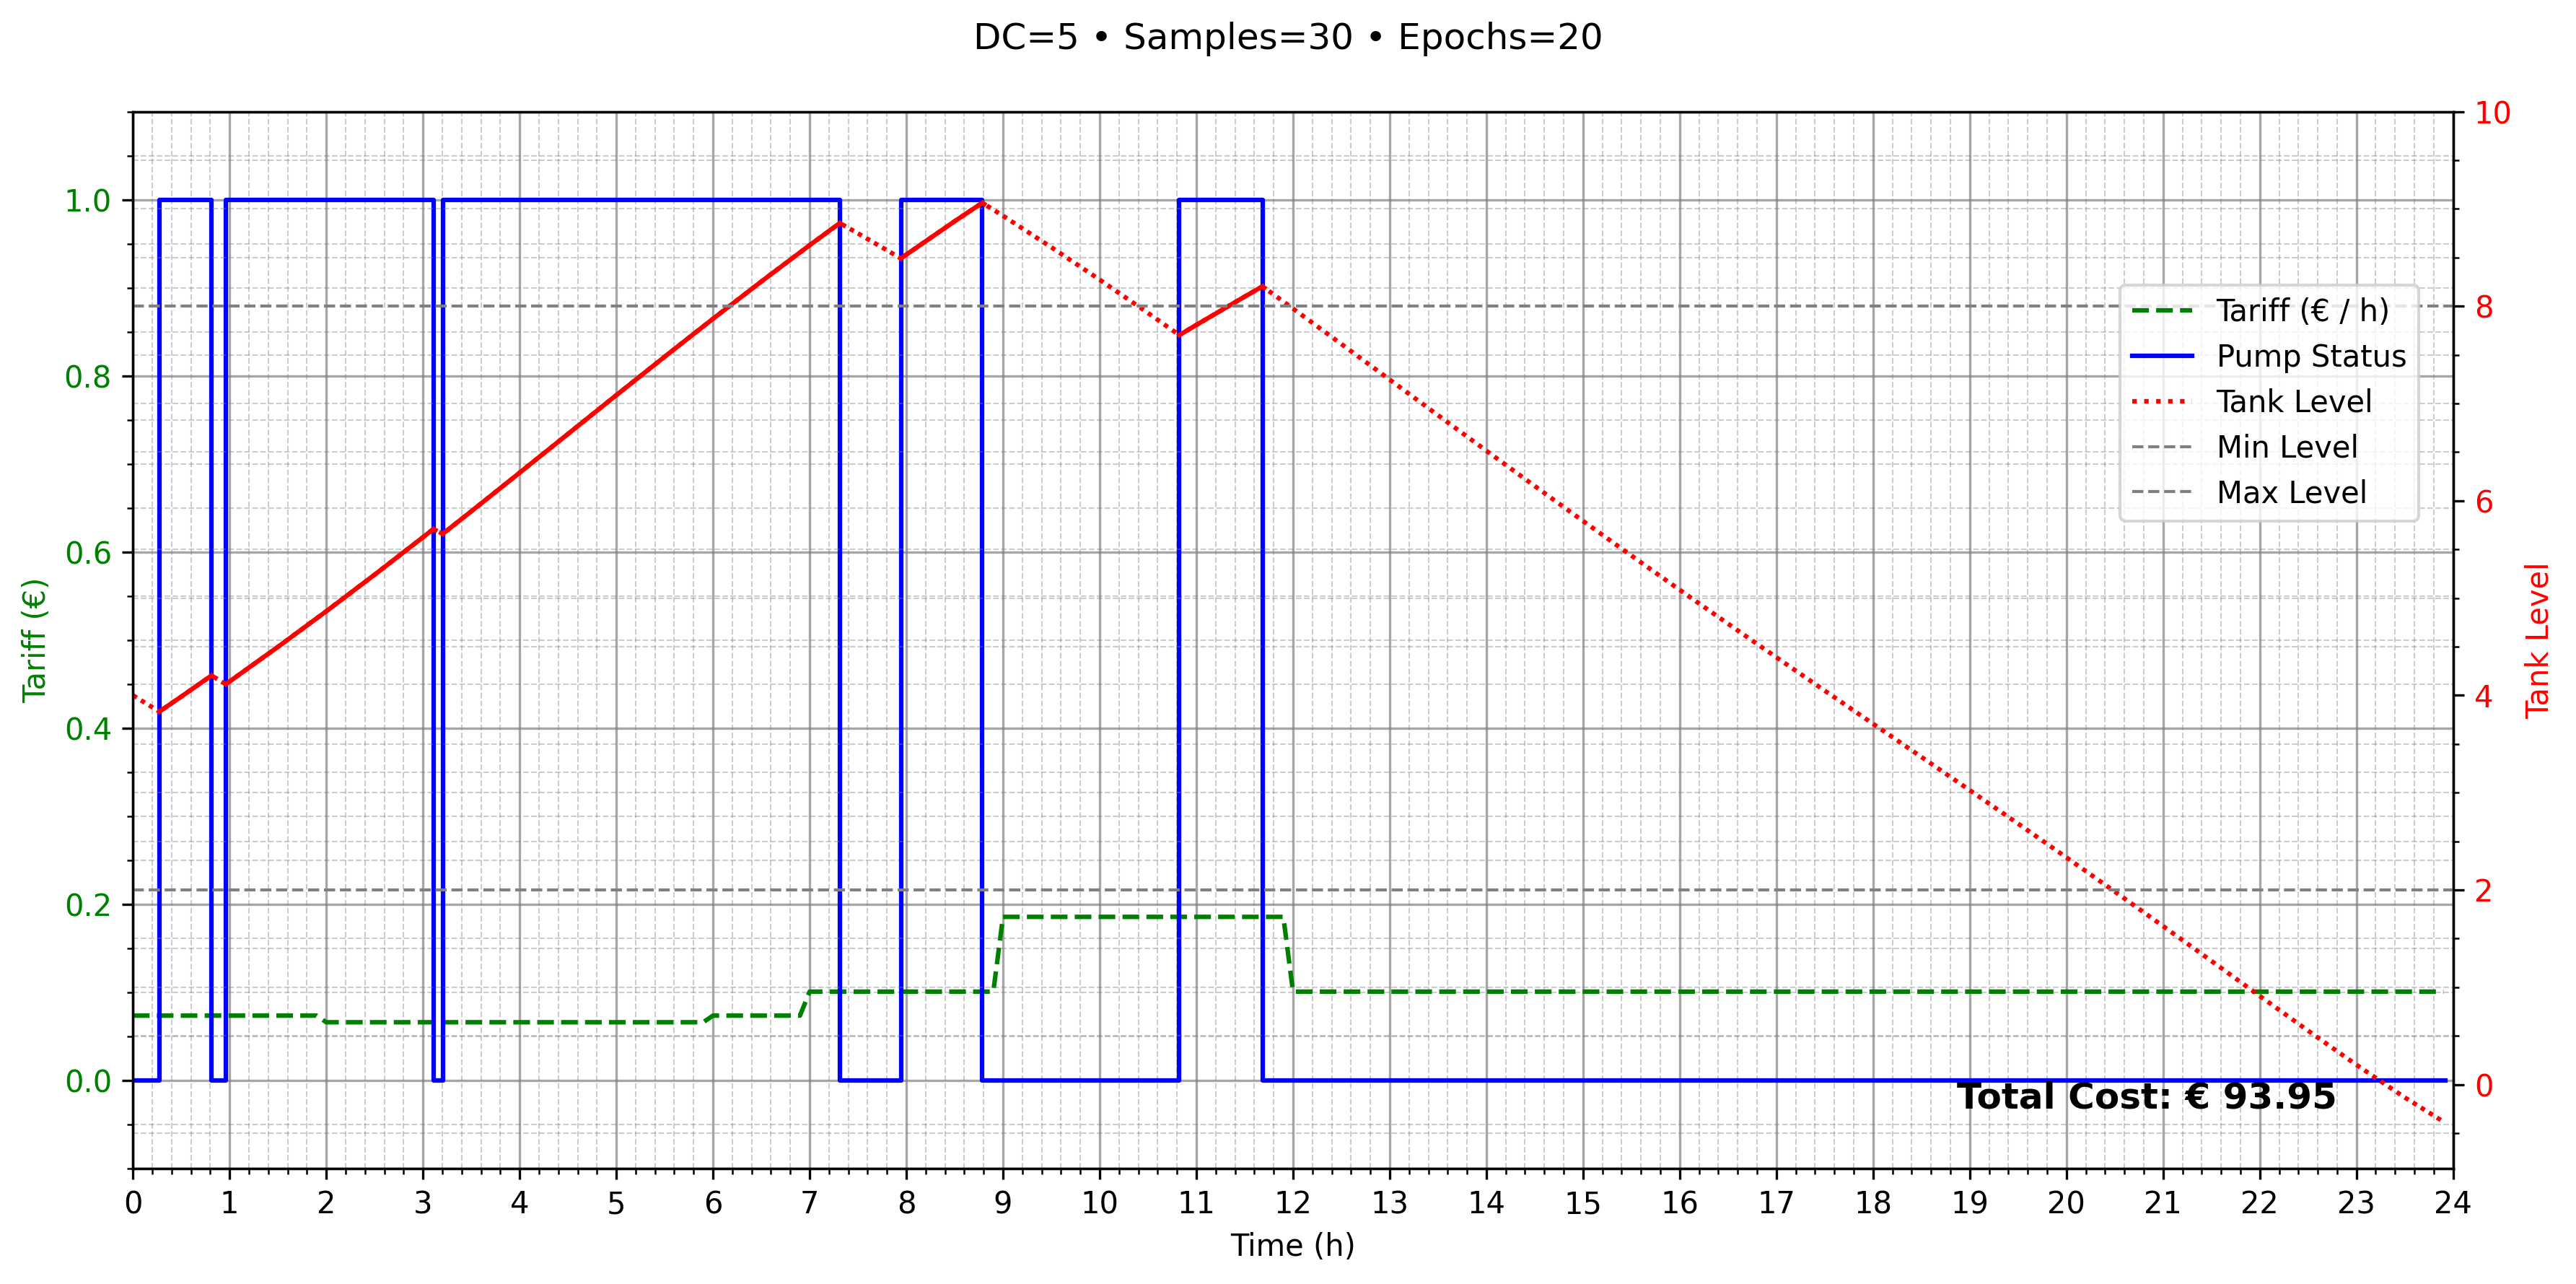 DC=5 • Samples=30 • Epochs=20
10
1.0
8
Tariff (€ / h)
Pump Status
0.8
Tank Level
Min Level
6
Max Level
0.6
Tariff (€)
Tank Level
4
0.4
2
0.2
0.0
0
Total Cost: € 93.95
0 1 2 3 4 5 6 7 8 9 10 11 12 13 14 15 16 17 18 19 20 21 22 23 24
Time (h)